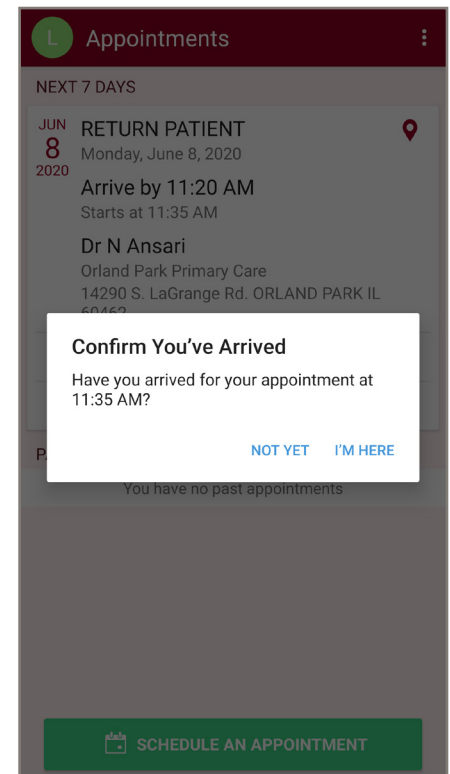 L Appointments
NEXT 7 DAYS
JUN
8
2020
RETURN PATIENT
Monday, June 8, 2020
Arrive by 11:20 AM
Starts at 11:35 AM
Dr N Ansari
Orland Park Primary Care
14290 S. LaGrange Rd. ORLAND PARK IL
60462
Confirm You’ve Arrived
Have you arrived for your appointment at
11:35 AM?
NOT YET I’M HERE
You have no past appointments
SCHEDULE AN APPOINTMENT